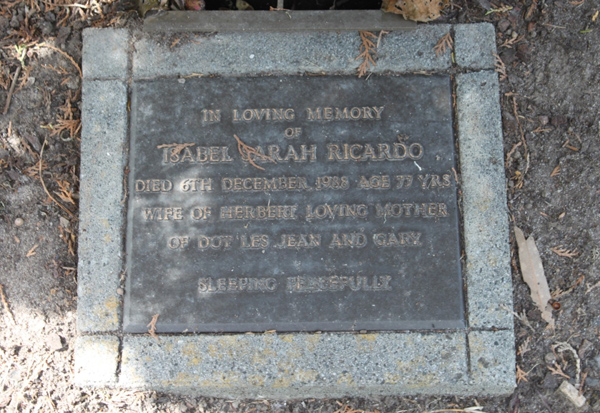 IN LOVING MEMORY
OF
ISABEL SARAH RICARDO
DIED 6TH DECEMBER AGE 77 YRS
WIFE OF HERBERT LOVING MOTHER
OF DOT LES JEAN AND GARY
SLEEPING PEACEFULLY